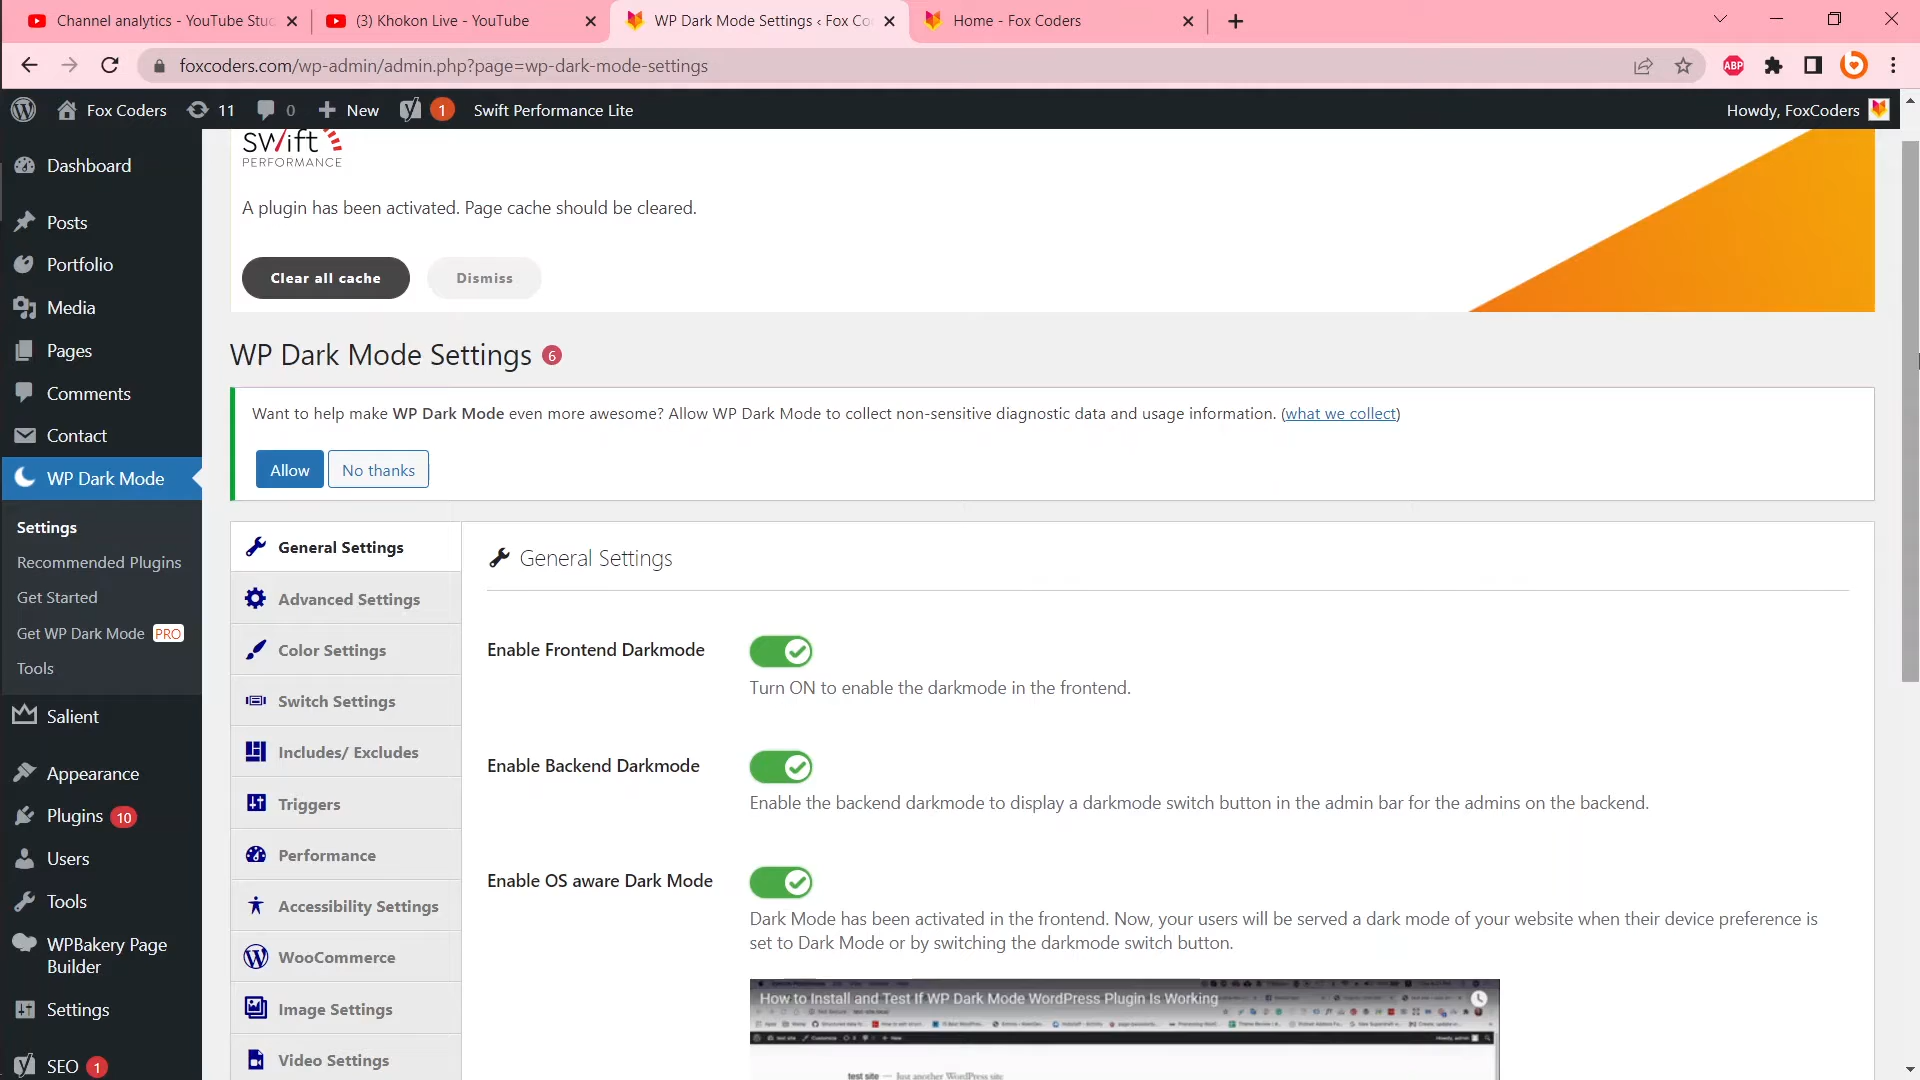 Channel analytics - YouTube Stuc
(3) Khokon Live - YouTube
WP Dark Mode Settings ‹ Fox Co
Home - Fox Coders
foxcoders.com/wp-admin/admin.php?page=wp-dark-mode-settings
ABP
Fox Coders
11
0
New
1
Swift Performance Lite
Howdy, FoxCoders
Dashboard
Posts
Portfolio
Media
Pages
Comments
Contact
WP Dark Mode
Settings
Recommended Plugins
Get Started
Get WP Dark Mode PRO
Tools
Salient
Appearance
Plugins 10
Users
Tools
WPBakery Page
Builder
Settings
SEO 1
swift
PERFORMANCE
A plugin has been activated. Page cache should be cleared.
Clear all cache
Dismiss
WP Dark Mode Settings 6
Want to help make WP Dark Mode even more awesome? Allow WP Dark Mode to collect non-sensitive diagnostic data and usage information. (what we collect)
Allow
No thanks
General Settings
Advanced Settings
Color Settings
Switch Settings
Includes/ Excludes
Triggers
Performance
Accessibility Settings
WooCommerce
Image Settings
Video Settings
General Settings
Enable Frontend Darkmode
Turn ON to enable the darkmode in the frontend.
Enable Backend Darkmode
Enable the backend darkmode to display a darkmode switch button in the admin bar for the admins on the backend.
Enable OS aware Dark Mode
Dark Mode has been activated in the frontend. Now, your users will be served a dark mode of your website when their device preference is
set to Dark Mode or by switching the darkmode switch button.
How to Install and Test If WP Dark Mode WordPress Plugin Is Working
test site — Just another WordPress site